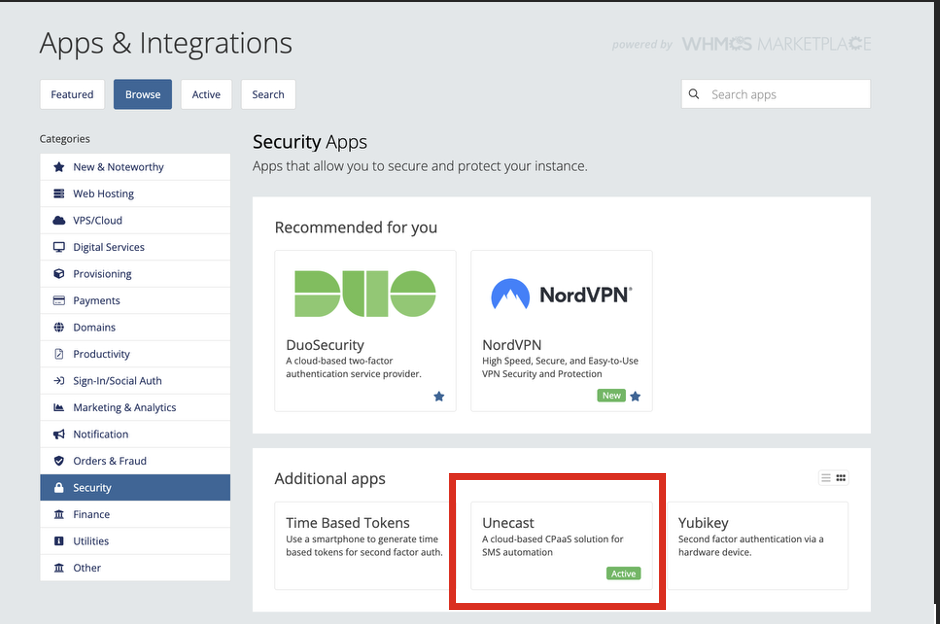 Apps & Integrations
powered by WHMCS MARKETPLACE
Featured
Browse
Active
Search
Search apps
Categories
New & Noteworthy
Web Hosting
VPS/Cloud
Digital Services
Provisioning
Payments
Domains
Productivity
Sign-In/Social Auth
Marketing & Analytics
Notification
Orders & Fraud
Security
Finance
Utilities
Other
Security Apps
Apps that allow you to secure and protect your instance.
Recommended for you
DUO
DuoSecurity
A cloud-based two-factor
authentication service provider.
NordVPN®
NordVPN
High Speed, Secure, and Easy-to-Use
VPN Security and Protection
New
Additional apps
Time Based Tokens
Use a smartphone to generate time
based tokens for second factor auth.
Unecast
A cloud-based CPaaS solution for
SMS automation
Active
Yubikey
Second factor authentication via a
hardware device.